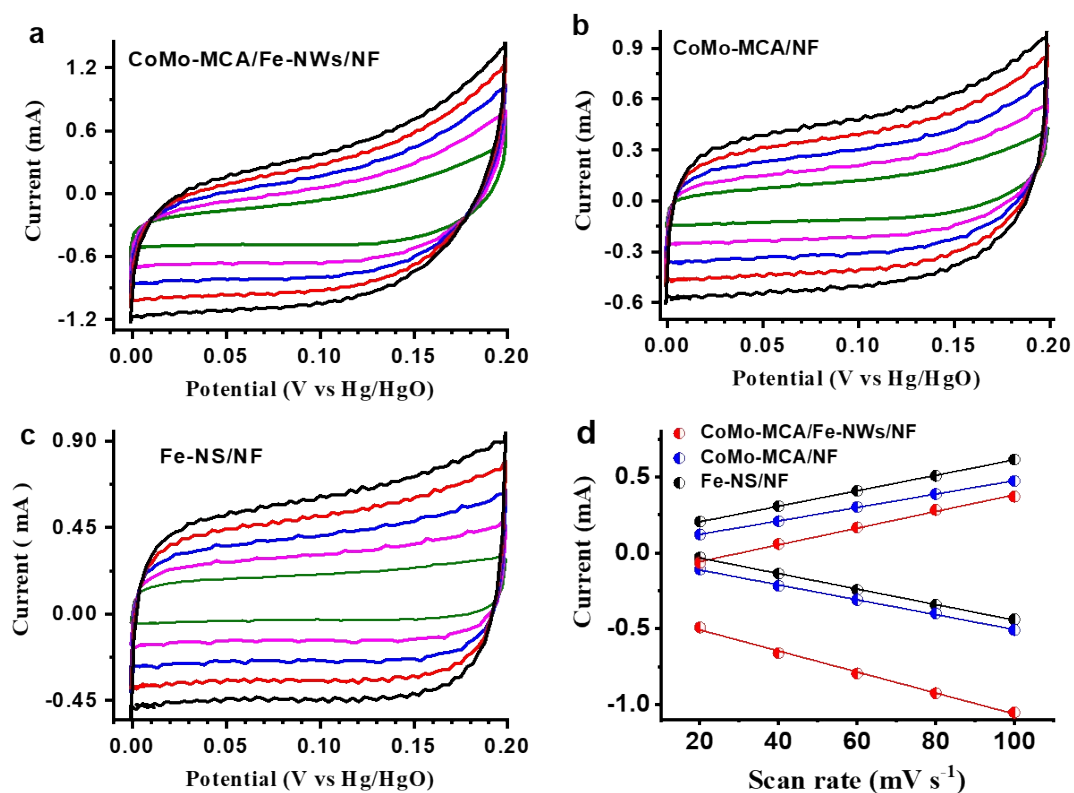 a
CoMo-MCA/Fe-NWs/NF
Current (mA)
1.2
0.6
0.0
-0.6
-1.2
0.00 0.05 0.10 0.15 0.20
Potential (V vs Hg/HgO)
b
CoMo-MCA/NF
Current (mA)
0.9
0.6
0.3
0.0
-0.3
-0.6
0.00 0.05 0.10 0.15 0.20
Potential (V vs Hg/HgO)
c
Fe-NS/NF
Current ( mA)
0.90
0.45
0.00
-0.45
0.00 0.05 0.10 0.15 0.20
Potential (V vs Hg/HgO)
d
CoMo-MCA/Fe-NWs/NF
CoMo-MCA/NF
Fe-NS/NF
Current (mA)
0.5
0.0
-0.5
-1.0
20 40 60 80 100
Scan rate (mV s⁻¹)